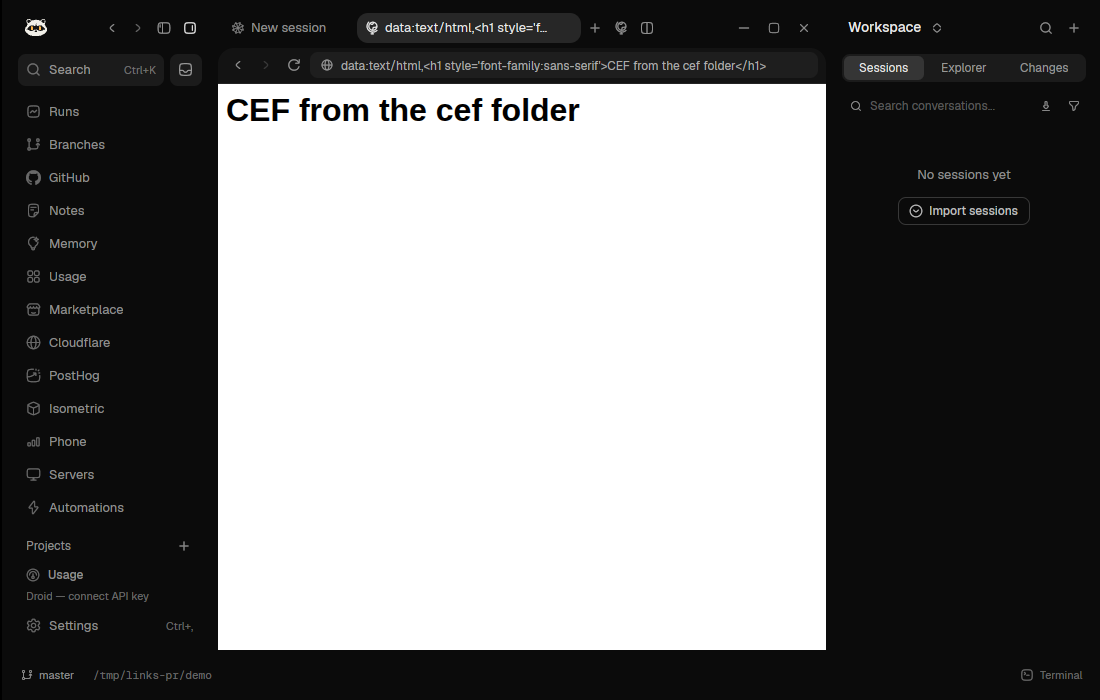 New session
data:text/html,<h1 style='f...
Workspace
Search
Ctrl+K
data:text/html,<h1 style='font-family:sans-serif'>CEF from the cef folder</h1>
Sessions
Explorer
Changes
CEF from the cef folder
Search conversations...
Runs
Branches
GitHub
Notes
Memory
Usage
Marketplace
Cloudflare
PostHog
Isometric
Phone
Servers
Automations
No sessions yet
Import sessions
Projects
Usage
Droid — connect API key
Settings
Ctrl+,
master
/tmp/links-pr/demo
Terminal